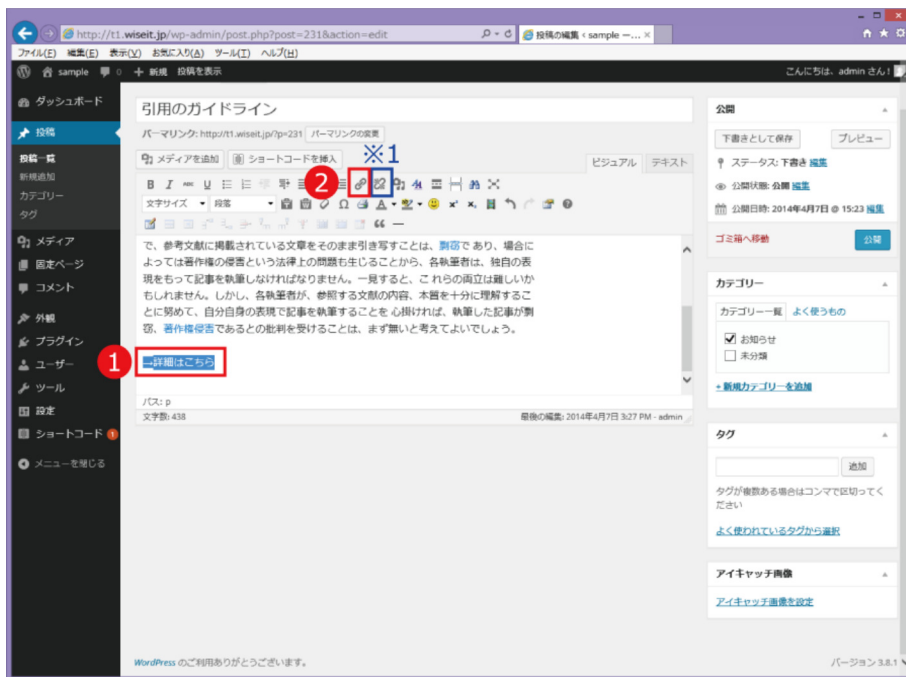 http://t1.wiseit.jp/wp-admin/post.php?post=231&action=edit
投稿の編集 ‹ sample —... ×
ファイル(F) 編集(E) 表示(V) お気に入り(A) ツール(T) ヘルプ(H)
sample 0 + 新規 投稿を表示
こんにちは、admin さん!
ダッシュボード
投稿
投稿一覧
新規追加
カテゴリー
タグ
メディア
固定ページ
コメント
外観
プラグイン
ユーザー
ツール
設定
ショートコード 1
メニューを閉じる
引用のガイドライン
パーマリンク: http://t1.wiseit.jp/?p=231 パーマリンクの変更
メディアを追加 ショートコードを挿入
※1
ビジュアル テキスト
2
文字サイズ 段落
で、参考文献に掲載されている文章をそのまま引き写すことは、剽窃であり、場合に
よっては著作権の侵害という法律上の問題も生じることから、各執筆者は、独自の表
現をもって記事を執筆しなければなりません。一見すると、これらの両立は難しいか
もしれません。しかし、各執筆者が、参照する文献の内容、本旨を十分に理解するこ
とに努めて、自分自身の表現で記事を執筆することを 心掛ければ、執筆した記事が剽
窃、著作権侵害であるとの批判を受けることは、まず無いと考えてよいでしょう。
1
→詳細はこちら
パス: p
文字数: 438
最後の編集: 2014年4月7日 3:27 PM - admin
公開
下書きとして保存 プレビュー
ステータス: 下書き 編集
公開状態: 公開 編集
公開日時: 2014年4月7日 @ 15:23 編集
ゴミ箱へ移動 公開
カテゴリー
カテゴリー一覧 よく使うもの
お知らせ
未分類
+ 新規カテゴリーを追加
タグ
追加
タグが複数ある場合はコンマで区切ってく
ださい
よく使われているタグから選択
アイキャッチ画像
アイキャッチ画像を設定
WordPress のご利用ありがとうございます。
バージョン 3.8.1